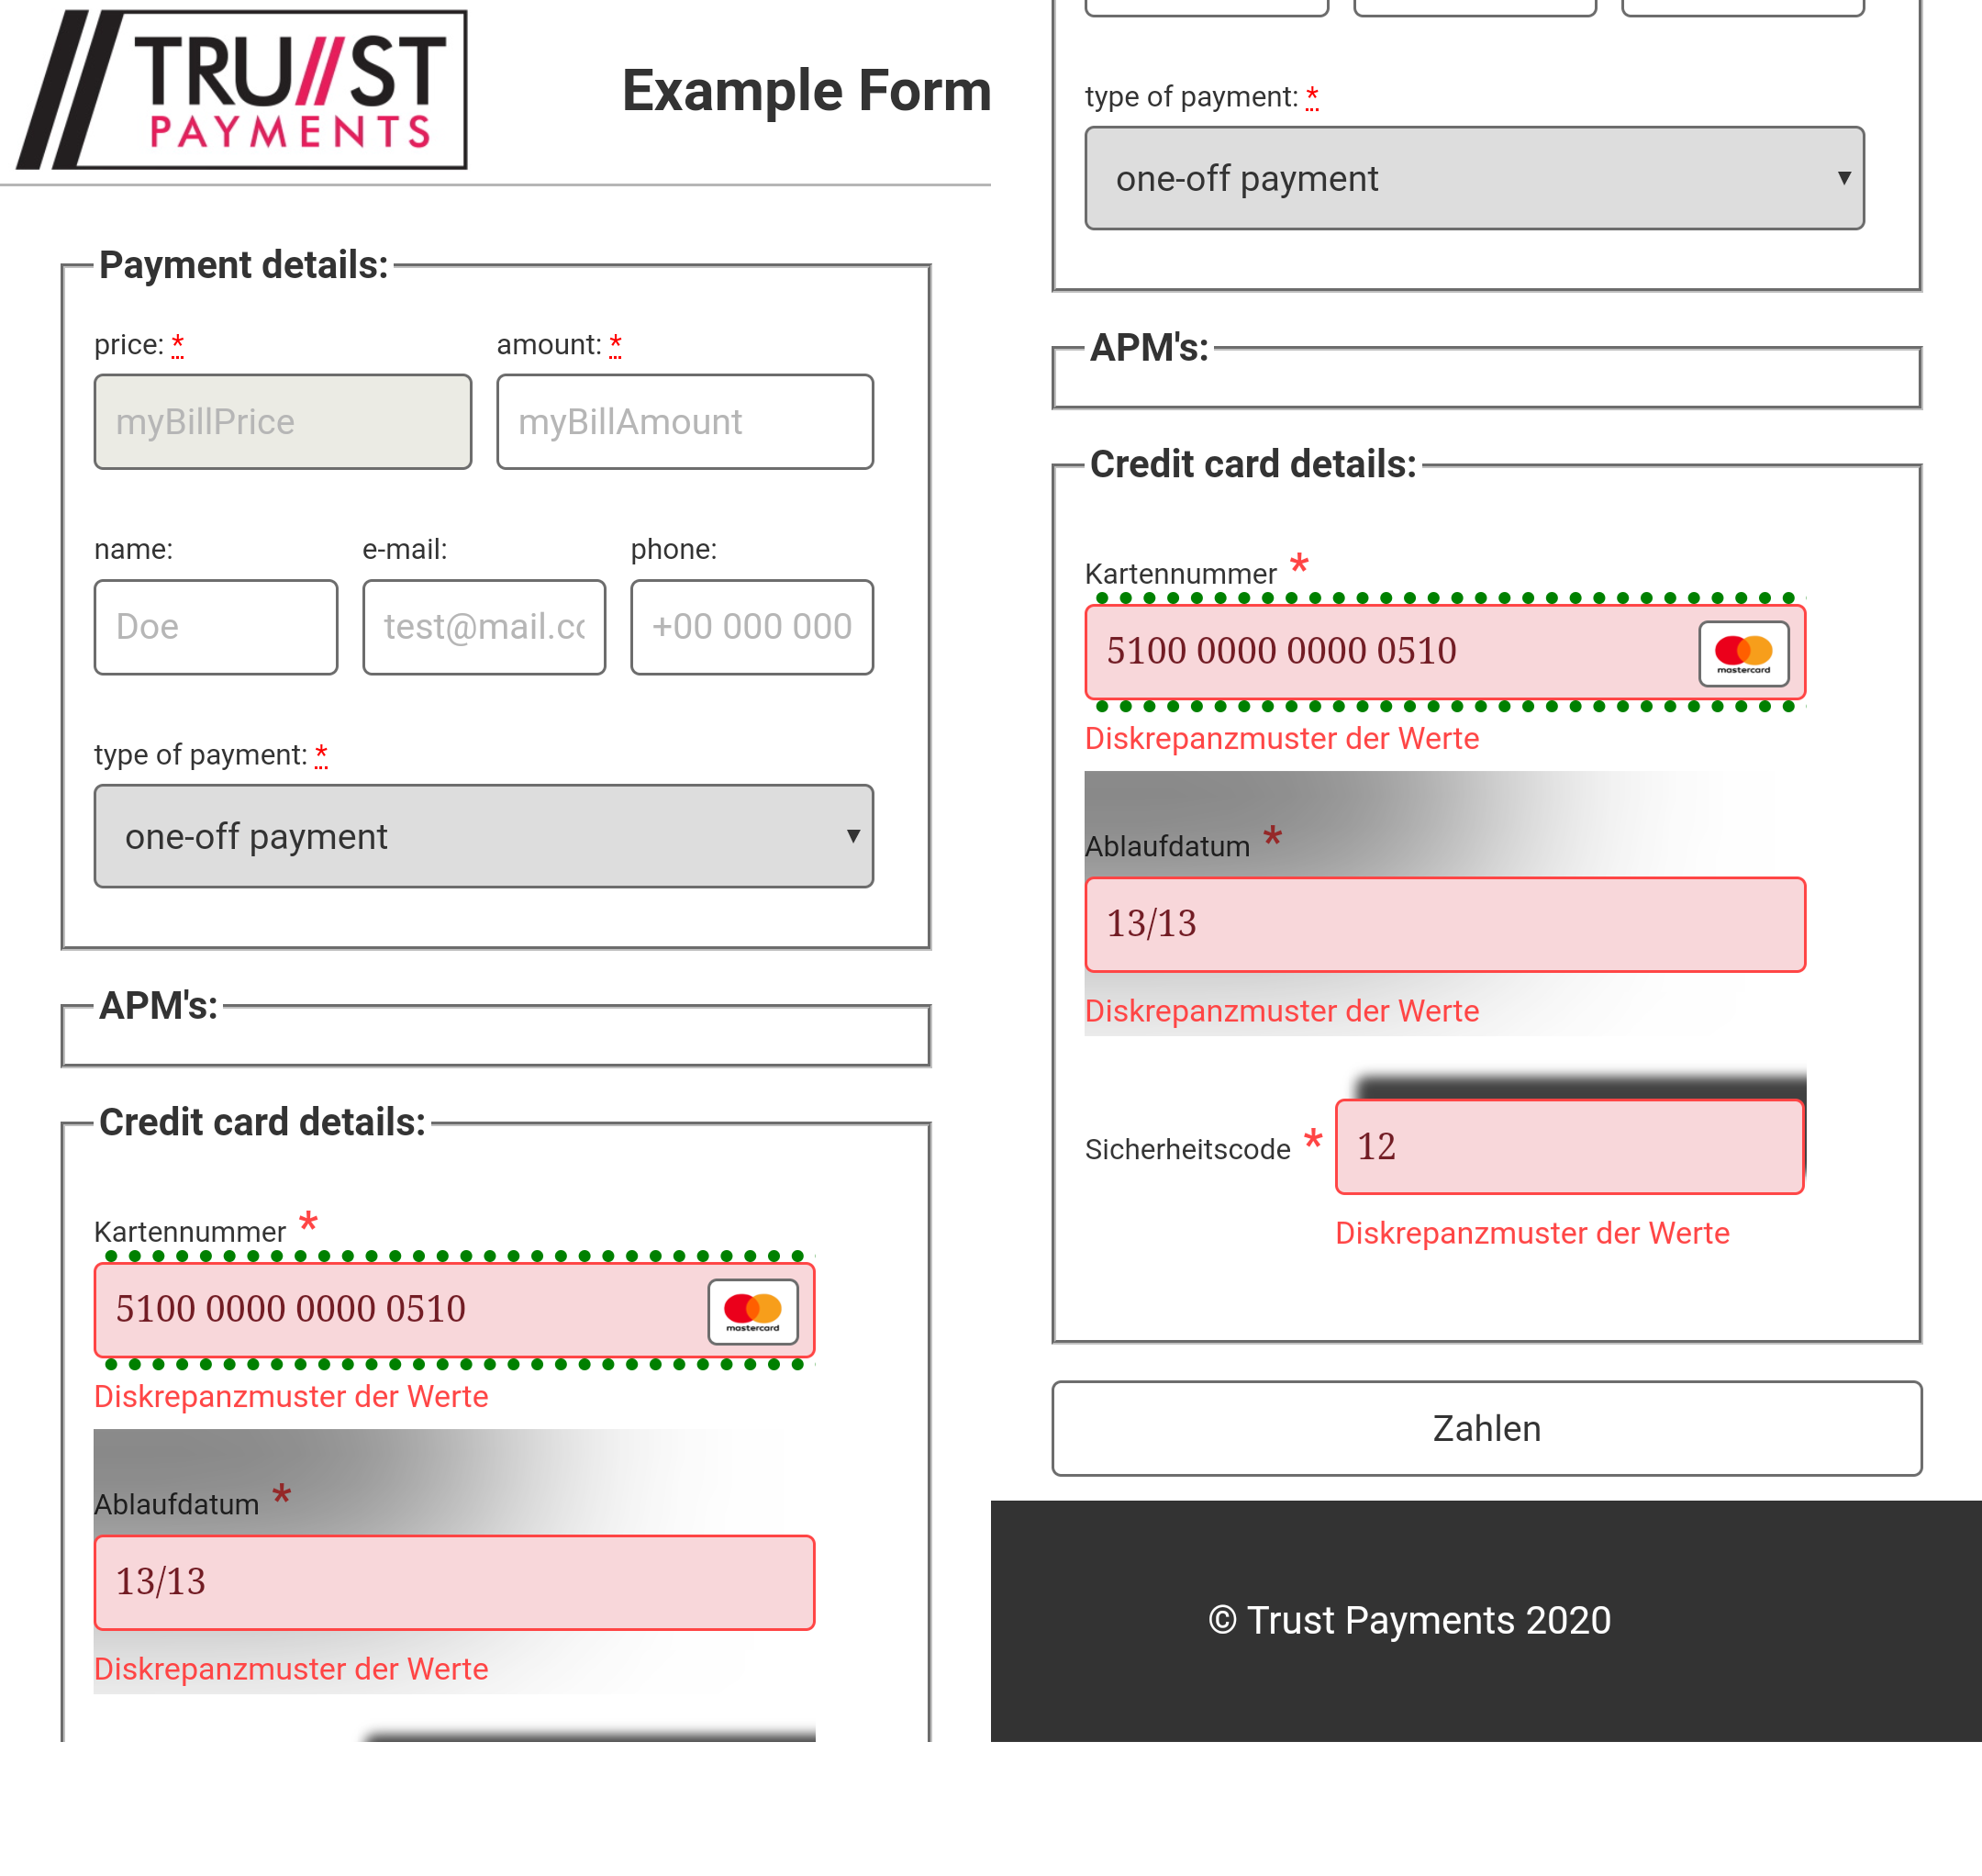 TRU//ST
PAYMENTS
Example Form
Payment details:
price: * amount: *
myBillPrice myBillAmount
name: e-mail: phone:
Doe test@mail.cc +00 000 000
type of payment: *
one-off payment
APM's:
Credit card details:
Kartennummer *
5100 0000 0000 0510
mastercard
Diskrepanzmuster der Werte
Ablaufdatum *
13/13
Diskrepanzmuster der Werte
type of payment: *
one-off payment
APM's:
Credit card details:
Kartennummer *
5100 0000 0000 0510
mastercard
Diskrepanzmuster der Werte
Ablaufdatum *
13/13
Diskrepanzmuster der Werte
Sicherheitscode * 12
Diskrepanzmuster der Werte
Zahlen
© Trust Payments 2020